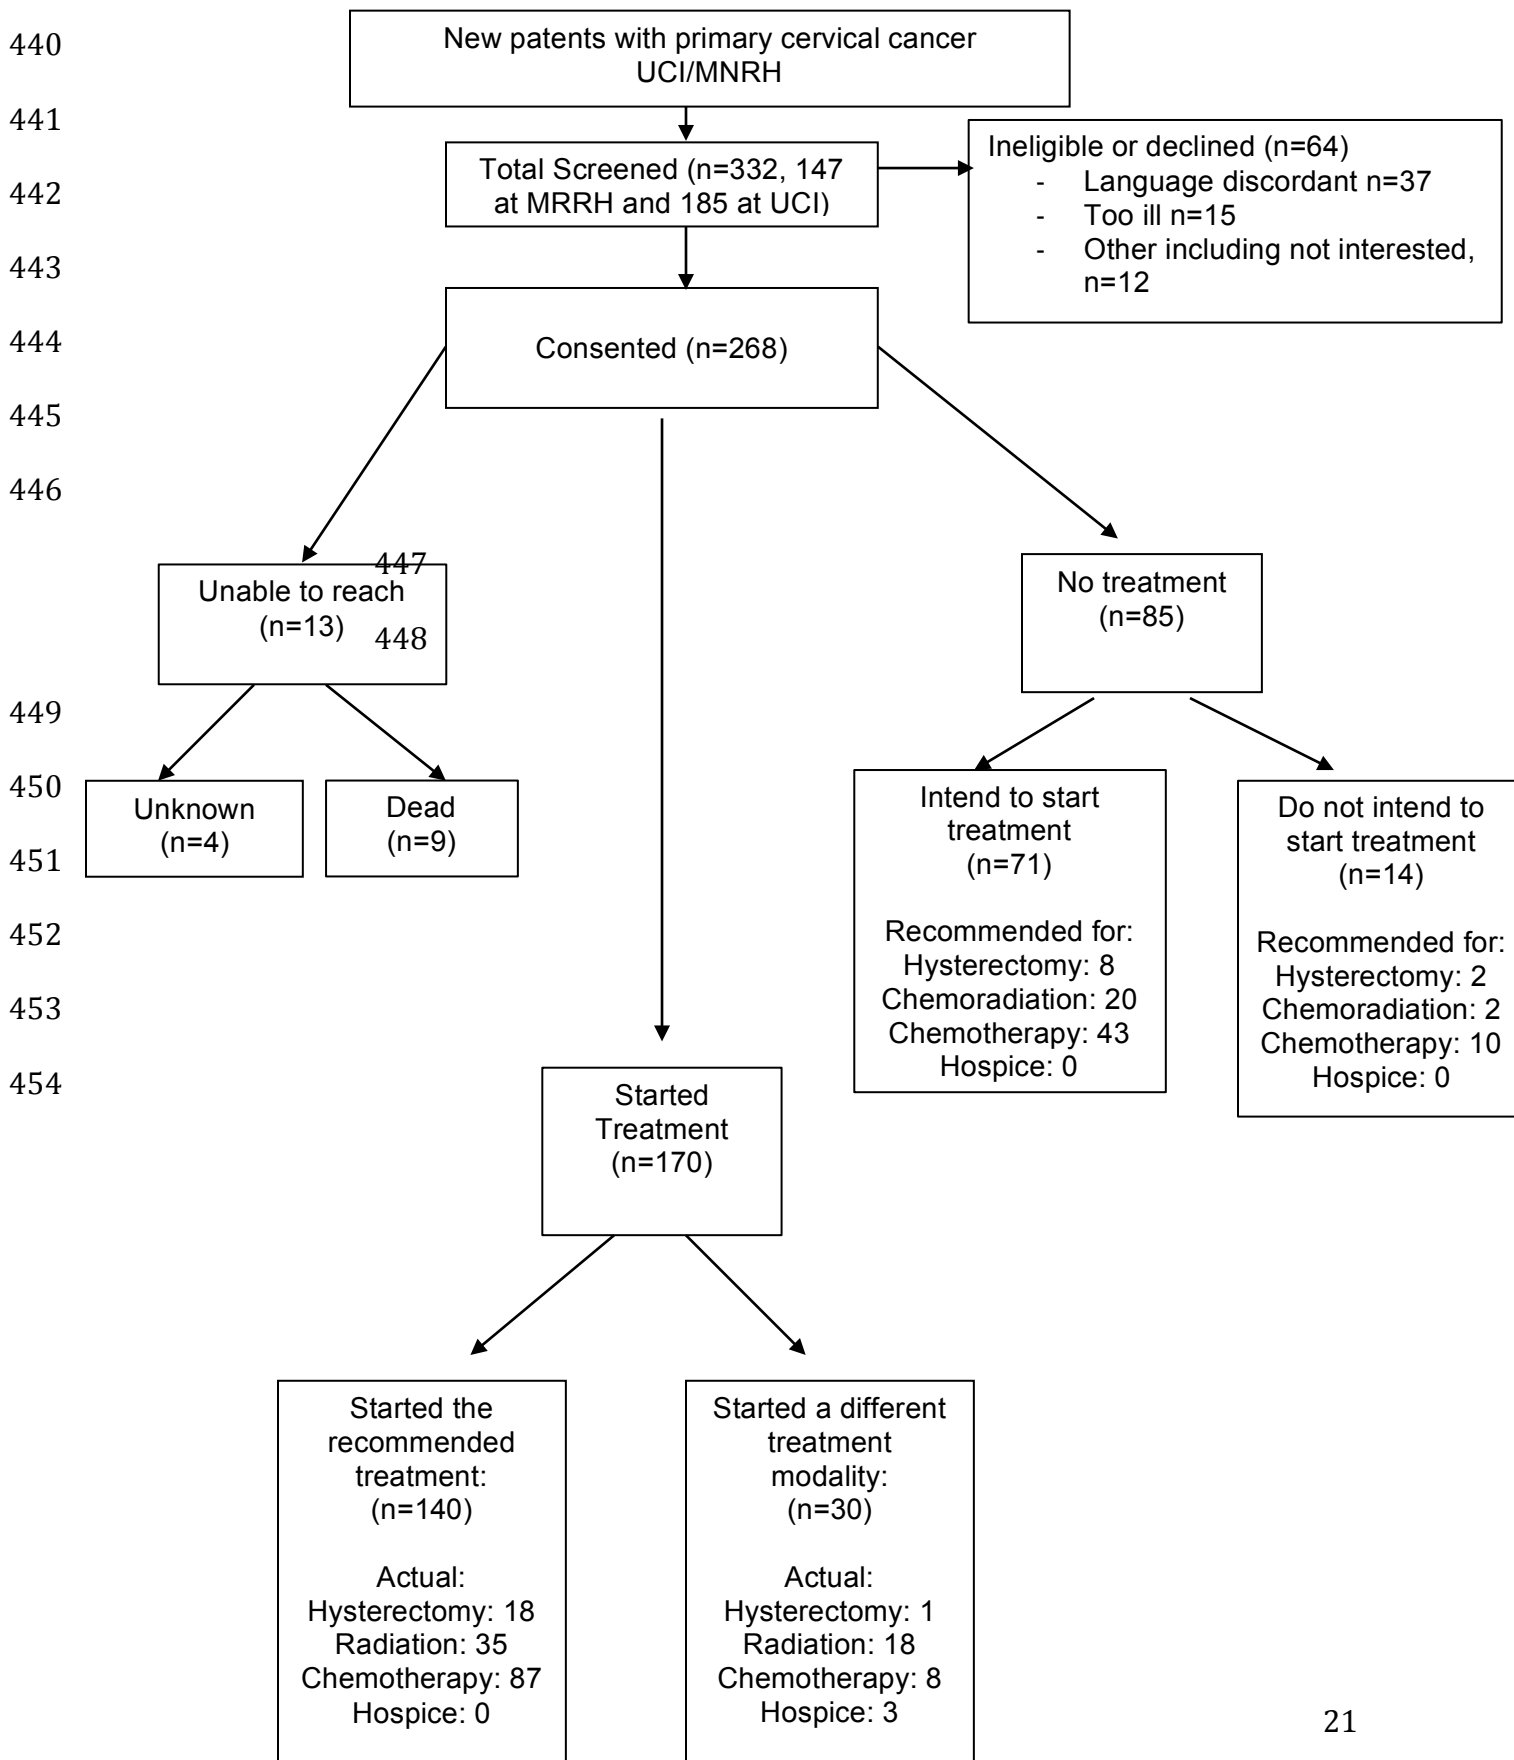 440
New patents with primary cervical cancer
UCI/MNRH
441
Total Screened (n=332, 147
at MRRH and 185 at UCI)
Ineligible or declined (n=64)
- Language discordant n=37
- Too ill n=15
- Other including not interested,
n=12
442
443
444
Consented (n=268)
445
446
447
Unable to reach
(n=13)
448
No treatment
(n=85)
449
450
Unknown
(n=4)
Dead
(n=9)
451
Intend to start
treatment
(n=71)
Recommended for:
Hysterectomy: 8
Chemoradiation: 20
Chemotherapy: 43
Hospice: 0
Do not intend to
start treatment
(n=14)
Recommended for:
Hysterectomy: 2
Chemoradiation: 2
Chemotherapy: 10
Hospice: 0
452
453
454
Started
Treatment
(n=170)
Started the
recommended
treatment:
(n=140)
Actual:
Hysterectomy: 18
Radiation: 35
Chemotherapy: 87
Hospice: 0
Started a different
treatment
modality:
(n=30)
Actual:
Hysterectomy: 1
Radiation: 18
Chemotherapy: 8
Hospice: 3
21